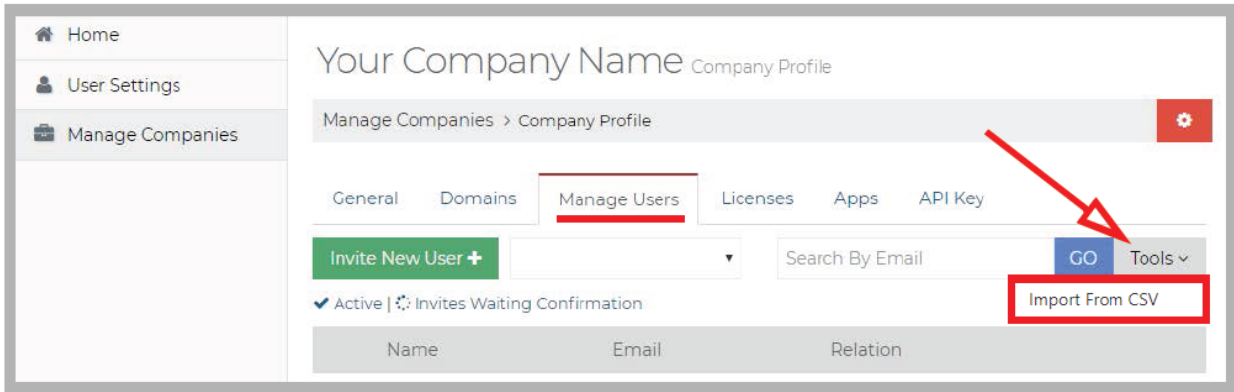 Home
User Settings
Manage Companies
Your Company Name Company Profile
Manage Companies > Company Profile
General Domains Manage Users Licenses Apps API Key
Invite New User + Search By Email GO Tools
Import From CSV
Active | Invites Waiting Confirmation
Name Email Relation